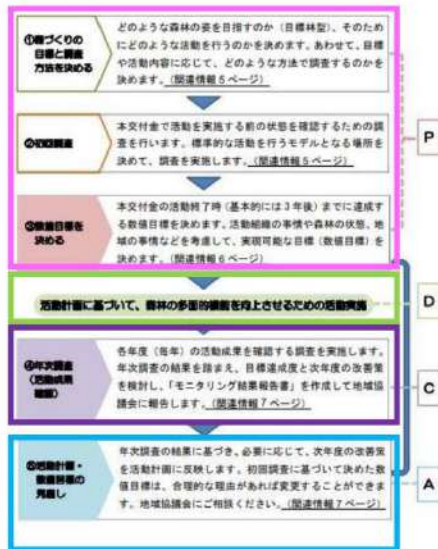 ①森づくりの
目標と調査
方法を決める
どのような森林の姿を目指すのか（目標林型）、そのため
にどのような活動を行うのかを決めます。あわせて、目標
や活動内容に応じて、どのような方法で調査するのかを
決めます。（関連情報５ページ）
②初回調査
本交付金で活動を実施する前の状態を確認するための調
査を行います。標準的な活動を行うモデルとなる場所を
決めて、調査を実施します。（関連情報５ページ）
P
③数値目標を
決める
本交付金の活動終了時（基本的には３年後）までに達成す
る数値目標を決めます。活動組織の事情や森林の状態、地
域の事情などを考慮して、実現可能な目標（数値目標）を
決めます。（関連情報６ページ）
活動計画に基づいて、森林の多面的機能を向上させるための活動実施
D
④年次調査
（活動成果
確認）
各年度（毎年）の活動成果を確認する調査を実施します。
年次調査の結果を踏まえ、目標達成度と次年度の改善策
を検討し、「モニタリング結果報告書」を作成して地域協
議会に報告します。（関連情報７ページ）
C
⑤活動計画・
数値目標の
見直し
年次調査の結果に基づき、必要に応じて、次年度の改善策
を活動計画に反映します。初回調査に基づいて決めた数
値目標は、合理的な理由があれば変更することができま
す。地域協議会にご相談ください。（関連情報７ページ）
A